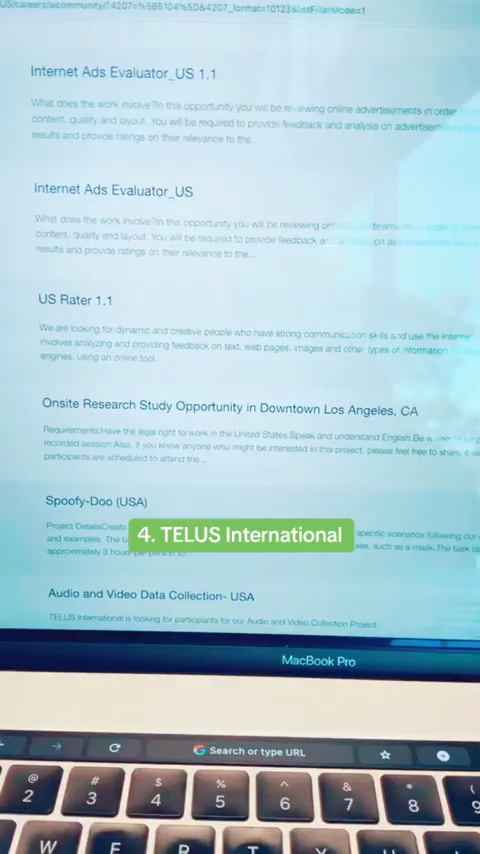 US/careers/aicommunity/?4207=%5B8104%5D&4207_format=10123&listFilterMode=1
Internet Ads Evaluator_US 1.1
What does the work involve?In this opportunity you will be reviewing online advertisements in order
content, quality and layout. You will be required to provide feedback and analysis on advertisem
results and provide ratings on their relevance to the...
Internet Ads Evaluator_US
What does the work involve?In this opportunity you will be reviewing
content, quality and layout. You will be required to provide feedback
results and provide ratings on their relevance to the...
US Rater 1.1
We are looking for dynamic and creative people who have strong communication skills and use the Internet
involves analyzing and providing feedback on text, web pages, images and other types of information
engines, using an online tool.
Onsite Research Study Opportunity in Downtown Los Angeles, CA
Requirements:Have the legal right to work in the United States Speak and understand English.Be
recorded session Also, if you know anyone who might be interested in this project, please feel free to share it
participants are scheduled to attend the...
Spoofy-Doo (USA)
Project DetailsCreate specific scenarios following our
and examples. The such as a mask.The task
approximately 3 hours per person to...
4. TELUS International
Audio and Video Data Collection- USA
TELUS International is looking for participants for our Audio and Video Collection Project
MacBook Pro
G Search or type URL
@ # $ % ^ & * (
2 3 4 5 6 7 8 9
W E R T Y U